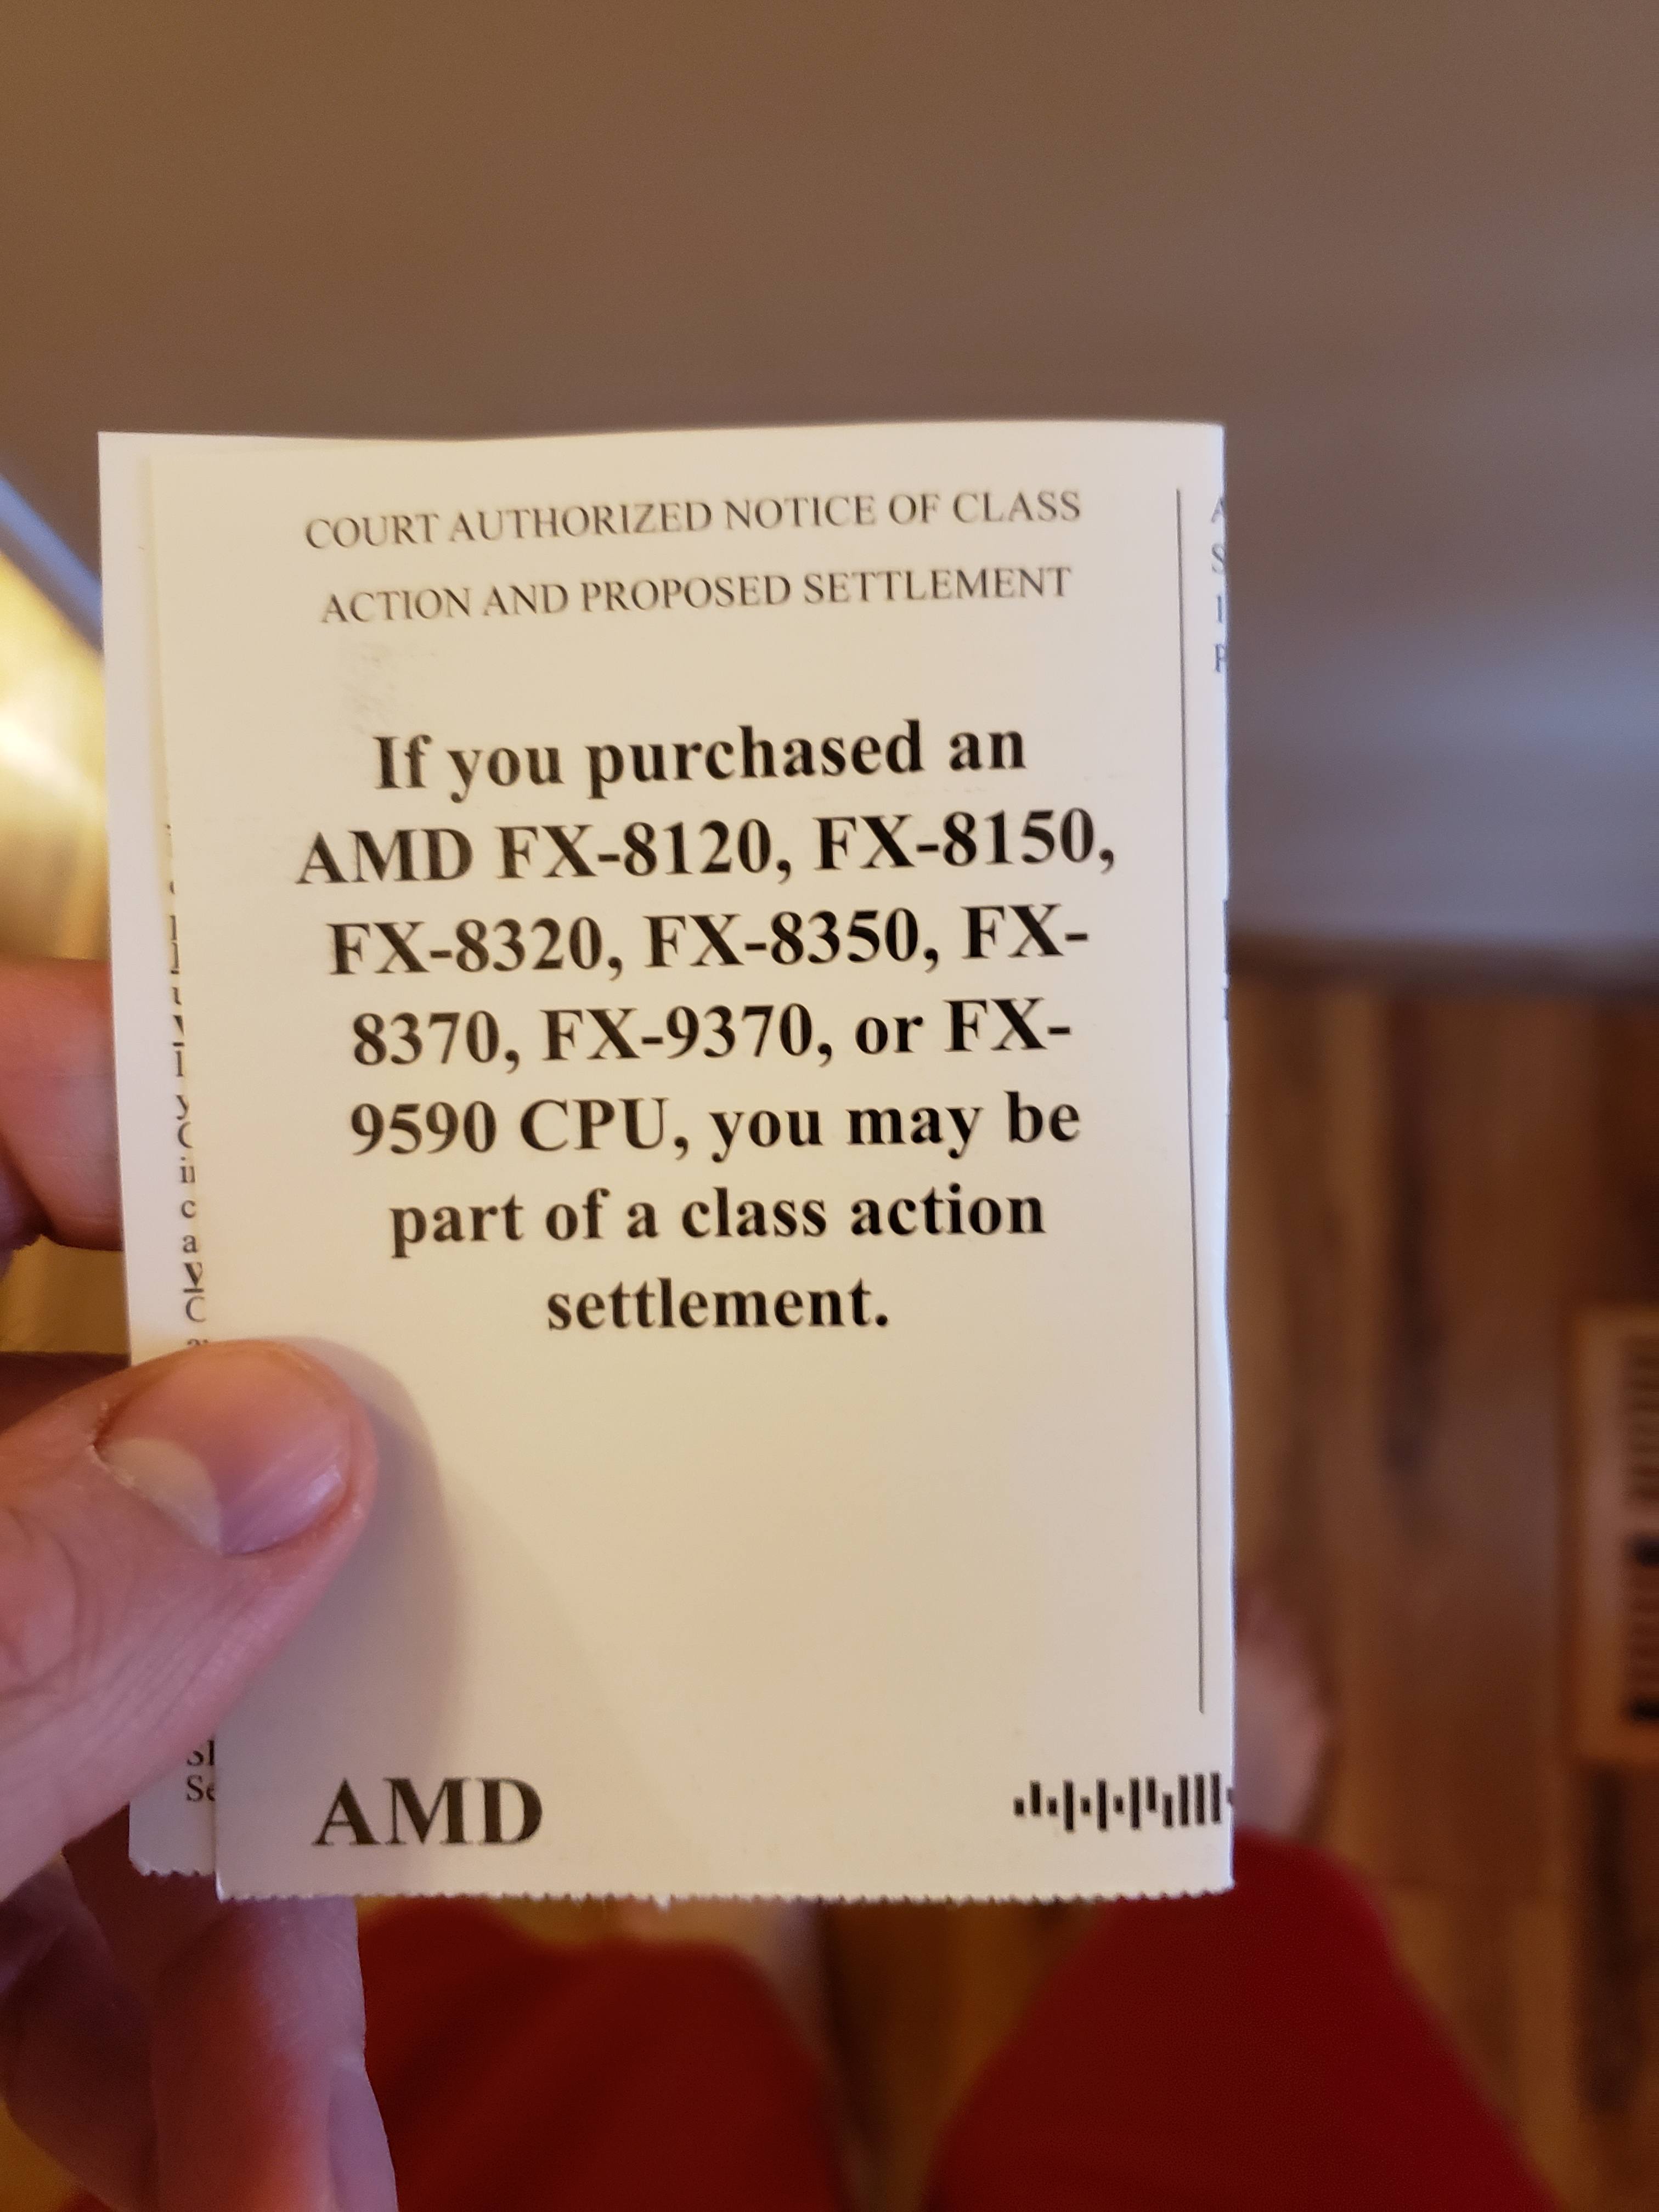 COURT AUTHORIZED NOTICE OF CLASS
ACTION AND PROPOSED SETTLEMENT
If you purchased an
AMD FX-8120, FX-8150,
FX-8320, FX-8350, FX-
8370, FX-9370, or FX-
9590 CPU, you may be
part of a class action
settlement.
AMD